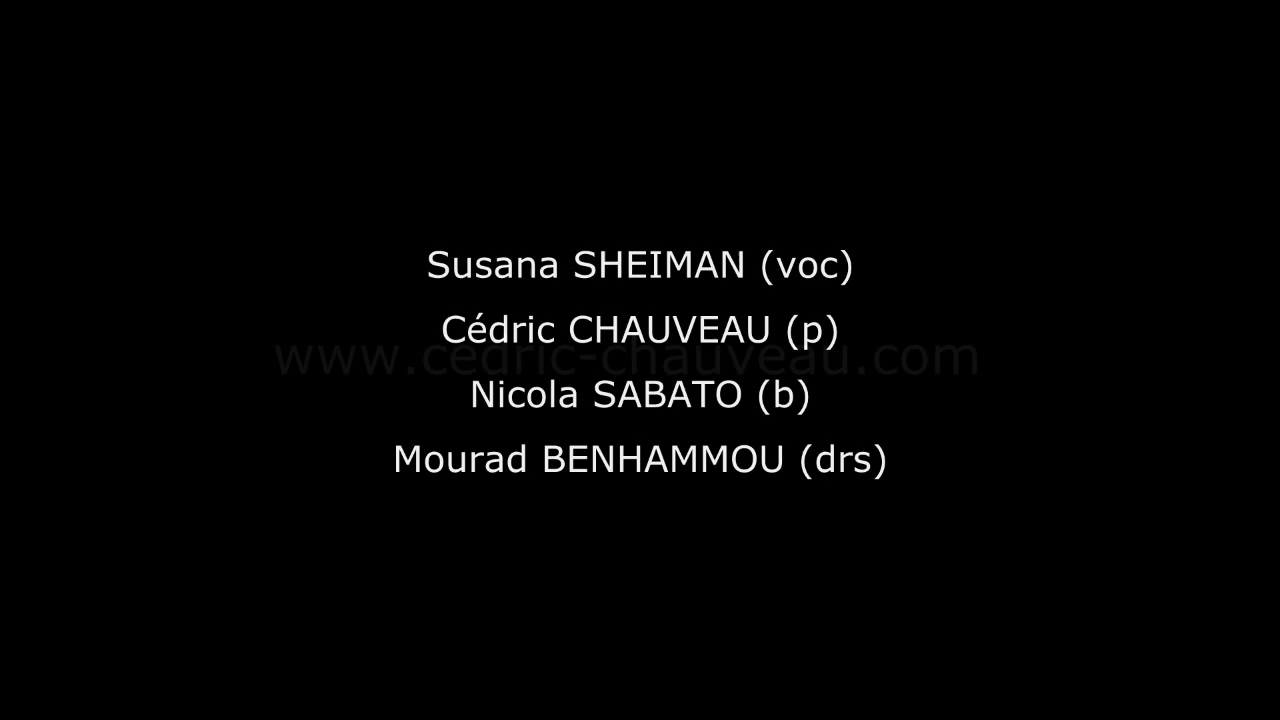 Susana SHEIMAN (voc)
Cédric CHAUVEAU (p)
www.cedric-chauveau.com
Nicola SABATO (b)
Mourad BENHAMMOU (drs)